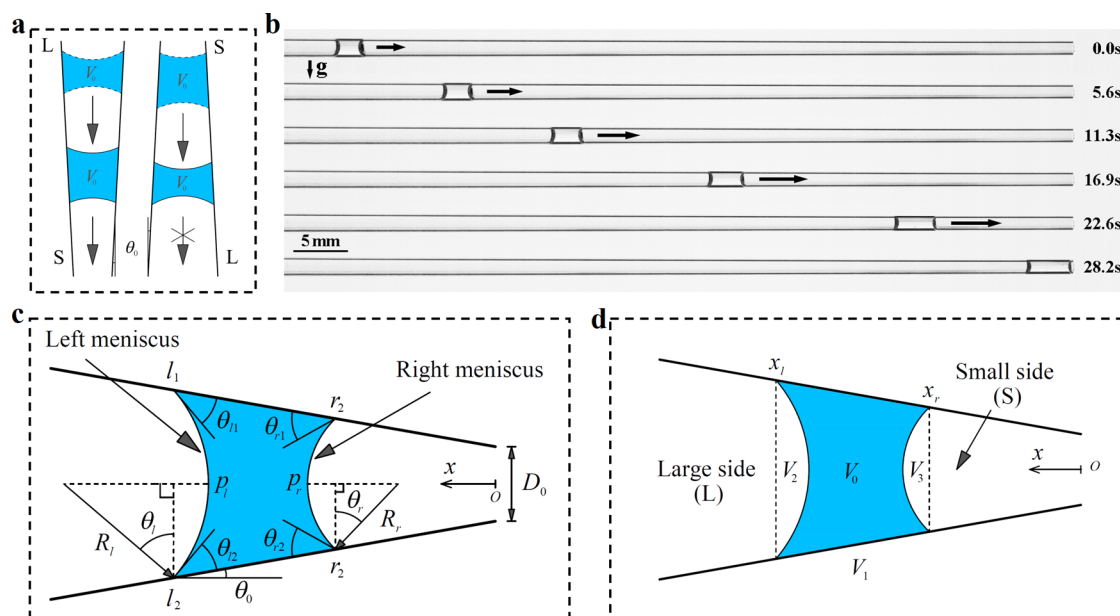 a
L
S
V₀
V₀
V₀
V₀
S
θ₀
L
b
g
5 mm
0.0s
5.6s
11.3s
16.9s
22.6s
28.2s
c
Left meniscus
Right meniscus
l₁
r₂
θₗ₁
θᵣ₁
pₗ
pᵣ
x
O
D₀
θₗ
θᵣ
Rₗ
Rᵣ
θₗ₂
θᵣ₂
r₂
l₂
θ₀
d
xₗ
xᵣ
Small side
(S)
Large side
(L)
V₂
V₀
V₃
x
O
V₁